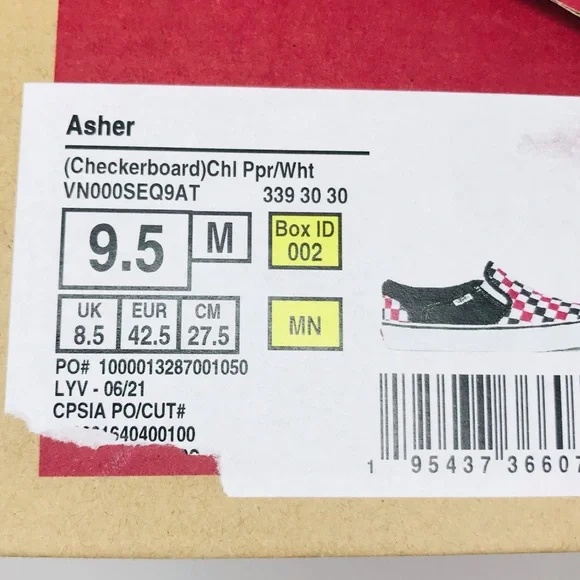 Asher
(Checkerboard)Chl Ppr/Wht
VN000SEQ9AT 339 30 30
9.5 M
Box ID
002
UK EUR CM
8.5 42.5 27.5
MN
PO# 1000013287001050
LYV - 06/21
CPSIA PO/CUT#
1640400100
1 95437 36607